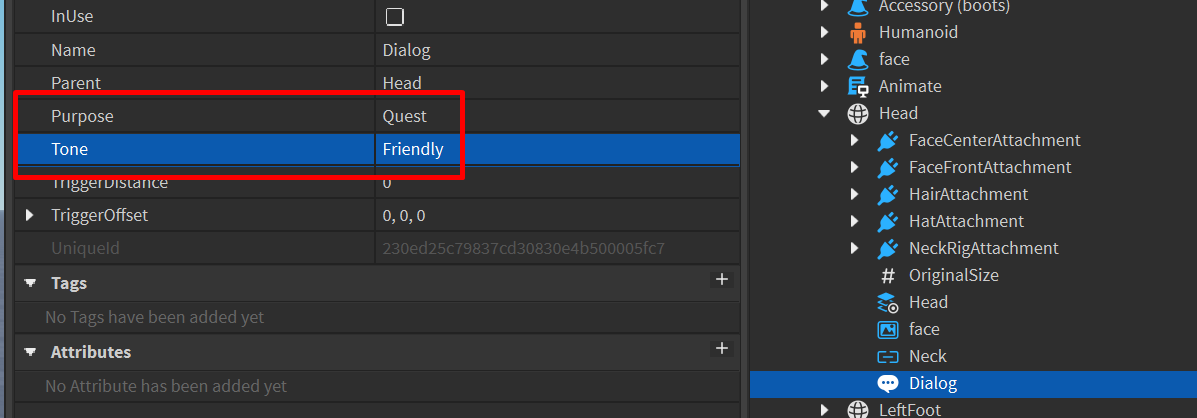 InUse
Name Dialog
Parent Head
Purpose Quest
Tone Friendly
TriggerDistance 0
TriggerOffset 0, 0, 0
UniqueId 230ed25c79837cd30830e4b500005fc7
Tags +
No Tags have been added yet
Attributes +
No Attribute has been added yet
Accessory (boots)
Humanoid
face
Animate
Head
FaceCenterAttachment
FaceFrontAttachment
HairAttachment
HatAttachment
NeckRigAttachment
# OriginalSize
Head
face
Neck
Dialog
LeftFoot